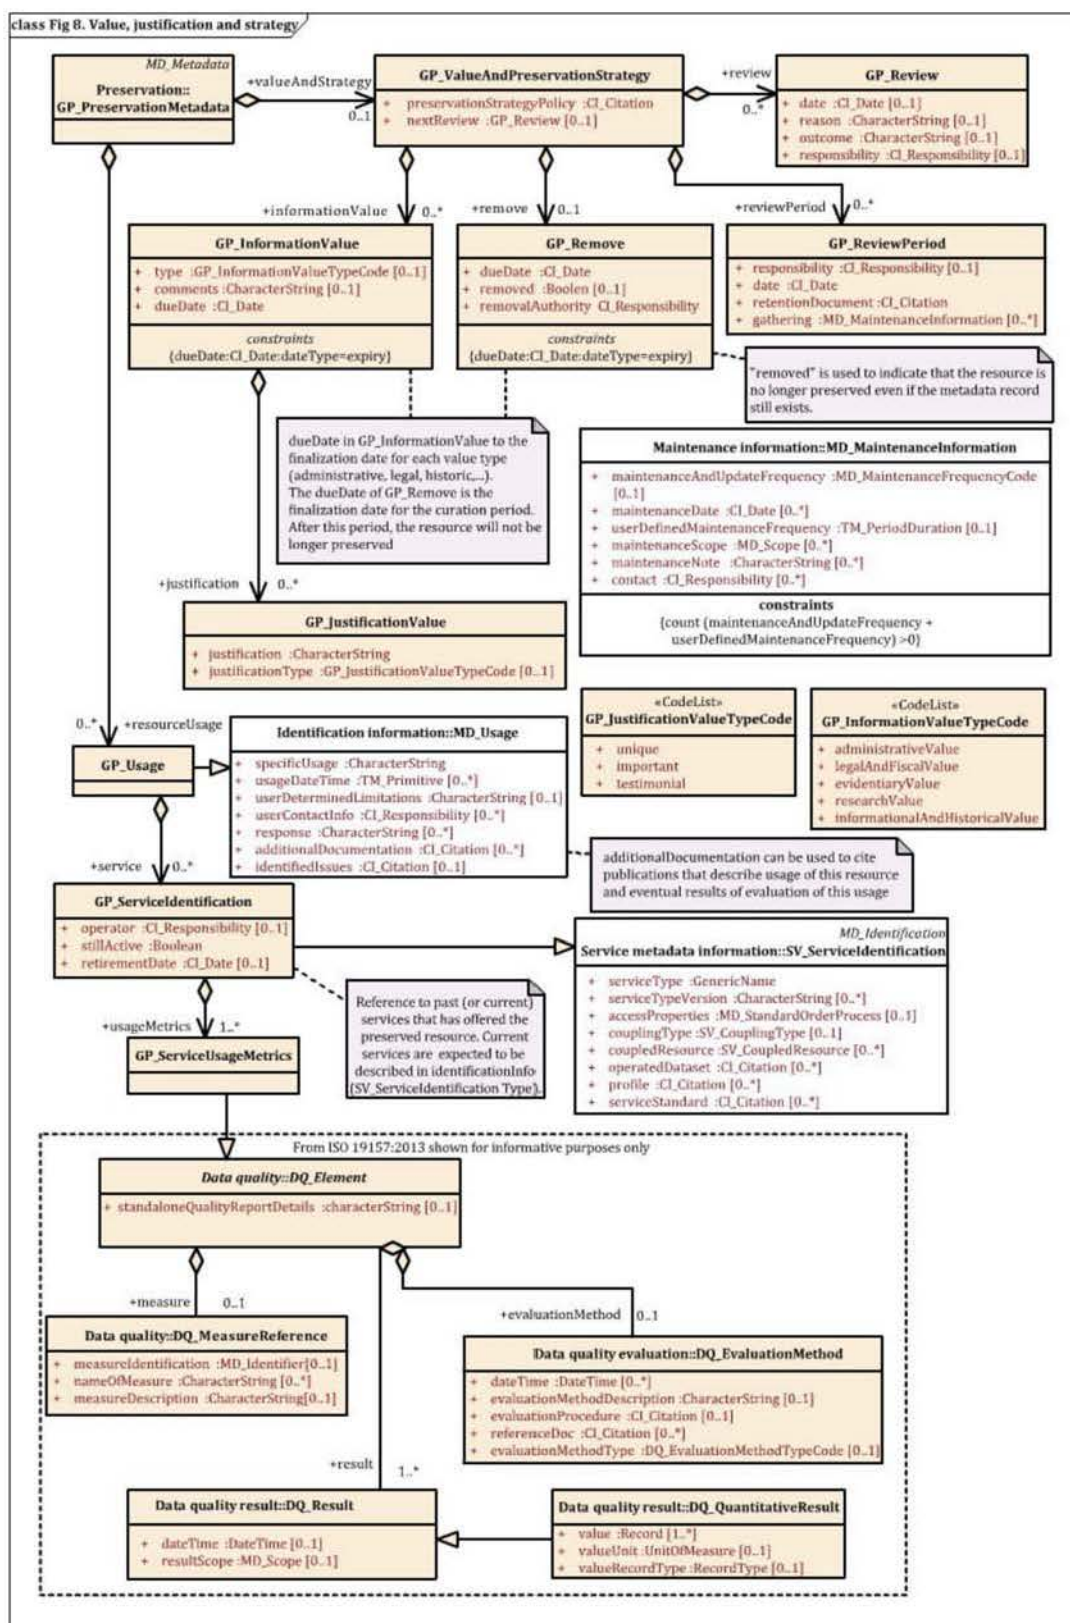 class Fig 8. Value, justification and strategy
MD_Metadata
Preservation::
GP_PreservationMetadata
+valueAndStrategy
0..1
GP_ValueAndPreservationStrategy
+ preservationStrategyPolicy :CI_Citation
+ nextReview :GP_Review [0..1]
+review
0..*
GP_Review
+ date :CI_Date [0..1]
+ reason :CharacterString [0..1]
+ outcome :CharacterString [0..1]
+ responsibility :CI_Responsibility [0..1]
+informationValue
0..*
+remove
0..1
+reviewPeriod
0..*
GP_InformationValue
+ type :GP_InformationValueTypeCode [0..1]
+ comments :CharacterString [0..1]
+ dueDate :CI_Date
constraints
{dueDate:CI_Date:dateType=expiry}
GP_Remove
+ dueDate :CI_Date
+ removed :Boolen [0..1]
+ removalAuthority CI_Responsibility
constraints
{dueDate:CI_Date:dateType=expiry}
GP_ReviewPeriod
+ responsibility :CI_Responsibility [0..1]
+ date :CI_Date
+ retentionDocument :CI_Citation
+ gathering :MD_MaintenanceInformation [0..*]
"removed" is used to indicate that the resource is
no longer preserved even if the metadata record
still exists.
dueDate in GP_InformationValue to the
finalization date for each value type
(administrative, legal, historic,...).
The dueDate of GP_Remove is the
finalization date for the curation period.
After this period, the resource will not be
longer preserved
Maintenance information::MD_MaintenanceInformation
+ maintenanceAndUpdateFrequency :MD_MaintenanceFrequencyCode
[0..1]
+ maintenanceDate :CI_Date [0..*]
+ userDefinedMaintenanceFrequency :TM_PeriodDuration [0..1]
+ maintenanceScope :MD_Scope [0..*]
+ maintenanceNote :CharacterString [0..*]
+ contact :CI_Responsibility [0..*]
constraints
{count (maintenanceAndUpdateFrequency +
userDefinedMaintenanceFrequency) >0}
+justification
0..*
GP_JustificationValue
+ justification :CharacterString
+ justificationType :GP_JustificationValueTypeCode [0..1]
«CodeList»
GP_JustificationValueTypeCode
+ unique
+ important
+ testimonial
«CodeList»
GP_InformationValueTypeCode
+ administrativeValue
+ legalAndFiscalValue
+ evidentiaryValue
+ researchValue
+ informationalAndHistoricalValue
0..*
+resourceUsage
GP_Usage
Identification information::MD_Usage
+ specificUsage :CharacterString
+ usageDateTime :TM_Primitive [0..*]
+ userDeterminedLimitations :CharacterString [0..1]
+ userContactInfo :CI_Responsibility [0..*]
+ response :CharacterString [0..*]
+ additionalDocumentation :CI_Citation [0..*]
+ identifiedIssues :CI_Citation [0..1]
additionalDocumentation can be used to cite
publications that describe usage of this resource
and eventual results of evaluation of this usage
+service
0..*
GP_ServiceIdentification
+ operator :CI_Responsibility [0..1]
+ stillActive :Boolean
+ retirementDate :CI_Date [0..1]
MD_Identification
Service metadata information::SV_ServiceIdentification
+ serviceType :GenericName
+ serviceTypeVersion :CharacterString [0..*]
+ accessProperties :MD_StandardOrderProcess [0..1]
+ couplingType :SV_CouplingType [0..1]
+ coupledResource :SV_CoupledResource [0..*]
+ operatedDataset :CI_Citation [0..*]
+ profile :CI_Citation [0..*]
+ serviceStandard :CI_Citation [0..*]
Reference to past (or current)
services that has offered the
preserved resource. Current
services are expected to be
described in identificationInfo
(SV_ServiceIdentification Type).
+usageMetrics
1..*
GP_ServiceUsageMetrics
From ISO 19157:2013 shown for informative purposes only
Data quality::DQ_Element
+ standaloneQualityReportDetails :characterString [0..1]
+measure
0..1
+evaluationMethod
0..1
Data quality::DQ_MeasureReference
+ measureIdentification :MD_Identifier[0..1]
+ nameOfMeasure :CharacterString [0..*]
+ measureDescription :CharacterString[0..1]
Data quality evaluation::DQ_EvaluationMethod
+ dateTime :DateTime [0..*]
+ evaluationMethodDescription :CharacterString [0..1]
+ evaluationProcedure :CI_Citation [0..1]
+ referenceDoc :CI_Citation [0..*]
+ evaluationMethodType :DQ_EvaluationMethodTypeCode [0..1]
+result
1..*
Data quality result::DQ_Result
+ dateTime :DateTime [0..1]
+ resultScope :MD_Scope [0..1]
Data quality result::DQ_QuantitativeResult
+ value :Record [1..*]
+ valueUnit :UnitOfMeasure [0..1]
+ valueRecordType :RecordType [0..1]